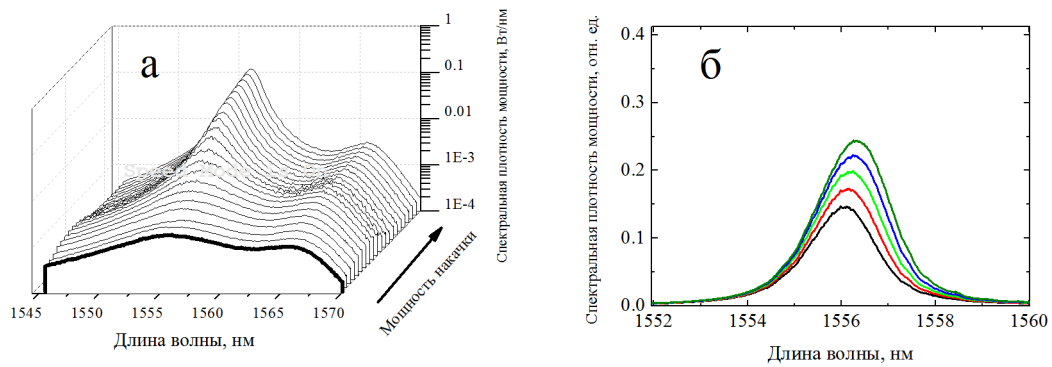 а
1
0.1
0.01
1E-3
1E-4
Спектральная плотность мощности, Вт/нм
1545
1550
1555
1560
1565
1570
Длина волны, нм
Мощность накачки
б
0.4
0.3
0.2
0.1
0.0
Спектральная плотность мощности, отн. ед.
1552
1554
1556
1558
1560
Длина волны, нм